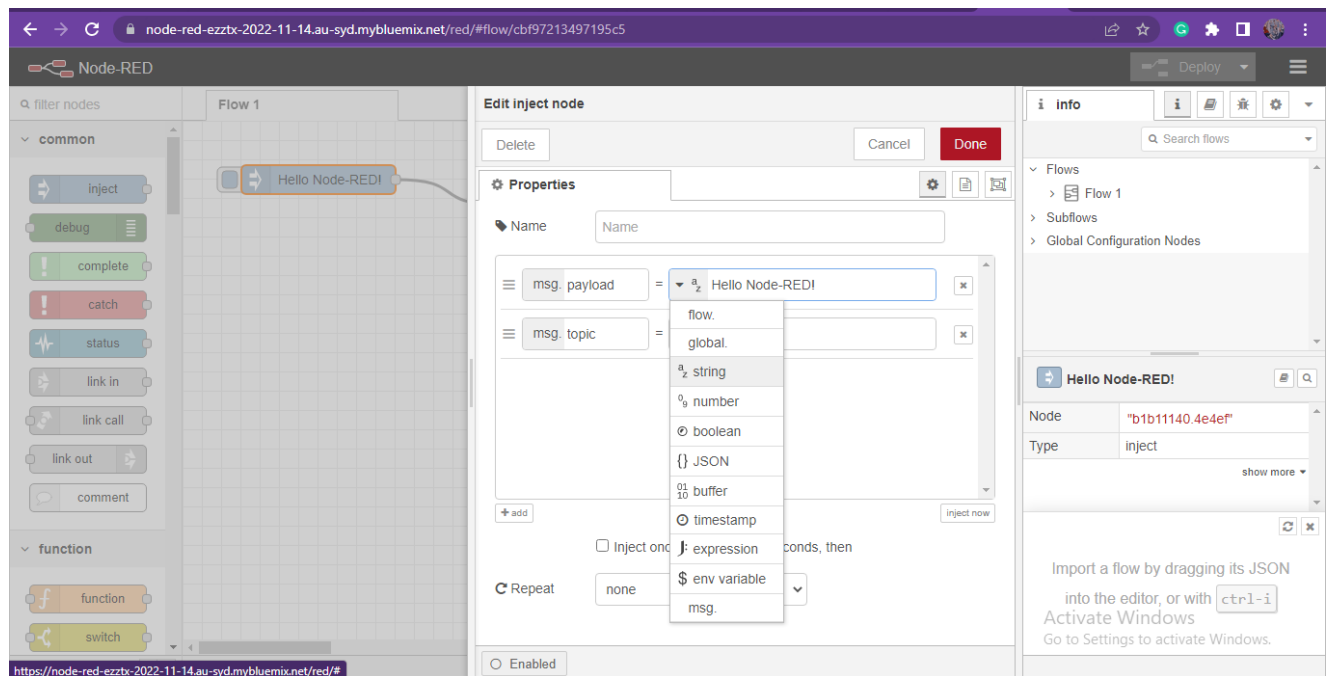 node-red-ezztx-2022-11-14.au-syd.mybluemix.net/red/#flow/cbf97213497195c5
Node-RED
Deploy
filter nodes
common
inject
debug
complete
catch
status
link in
link call
link out
comment
function
function
switch
Flow 1
Hello Node-RED!
Edit inject node
Delete
Cancel
Done
Properties
Name
Name
msg. payload = az Hello Node-RED!
msg. topic =
flow.
global.
az string
09 number
boolean
{} JSON
0110 buffer
timestamp
J: expression
$ env variable
msg.
+ add
inject now
Inject onc
conds, then
Repeat
none
Enabled
i info
i
Search flows
Flows
Flow 1
Subflows
Global Configuration Nodes
Hello Node-RED!
Node "b1b11140.4e4ef"
Type inject
show more
Import a flow by dragging its JSON
into the editor, or with ctrl-i
Activate Windows
Go to Settings to activate Windows.
https://node-red-ezztx-2022-11-14.au-syd.mybluemix.net/red/#